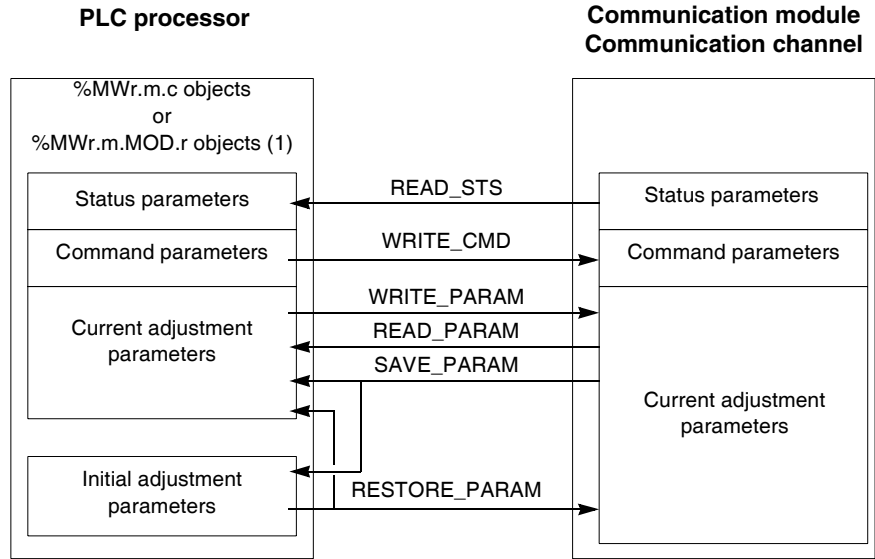 PLC processor
Communication module
Communication channel
%MWr.m.c objects
or
%MWr.m.MOD.r objects (1)
Status parameters
READ_STS
Status parameters
Command parameters
WRITE_CMD
Command parameters
Current adjustment
parameters
WRITE_PARAM
READ_PARAM
SAVE_PARAM
Current adjustment
parameters
Initial adjustment
parameters
RESTORE_PARAM